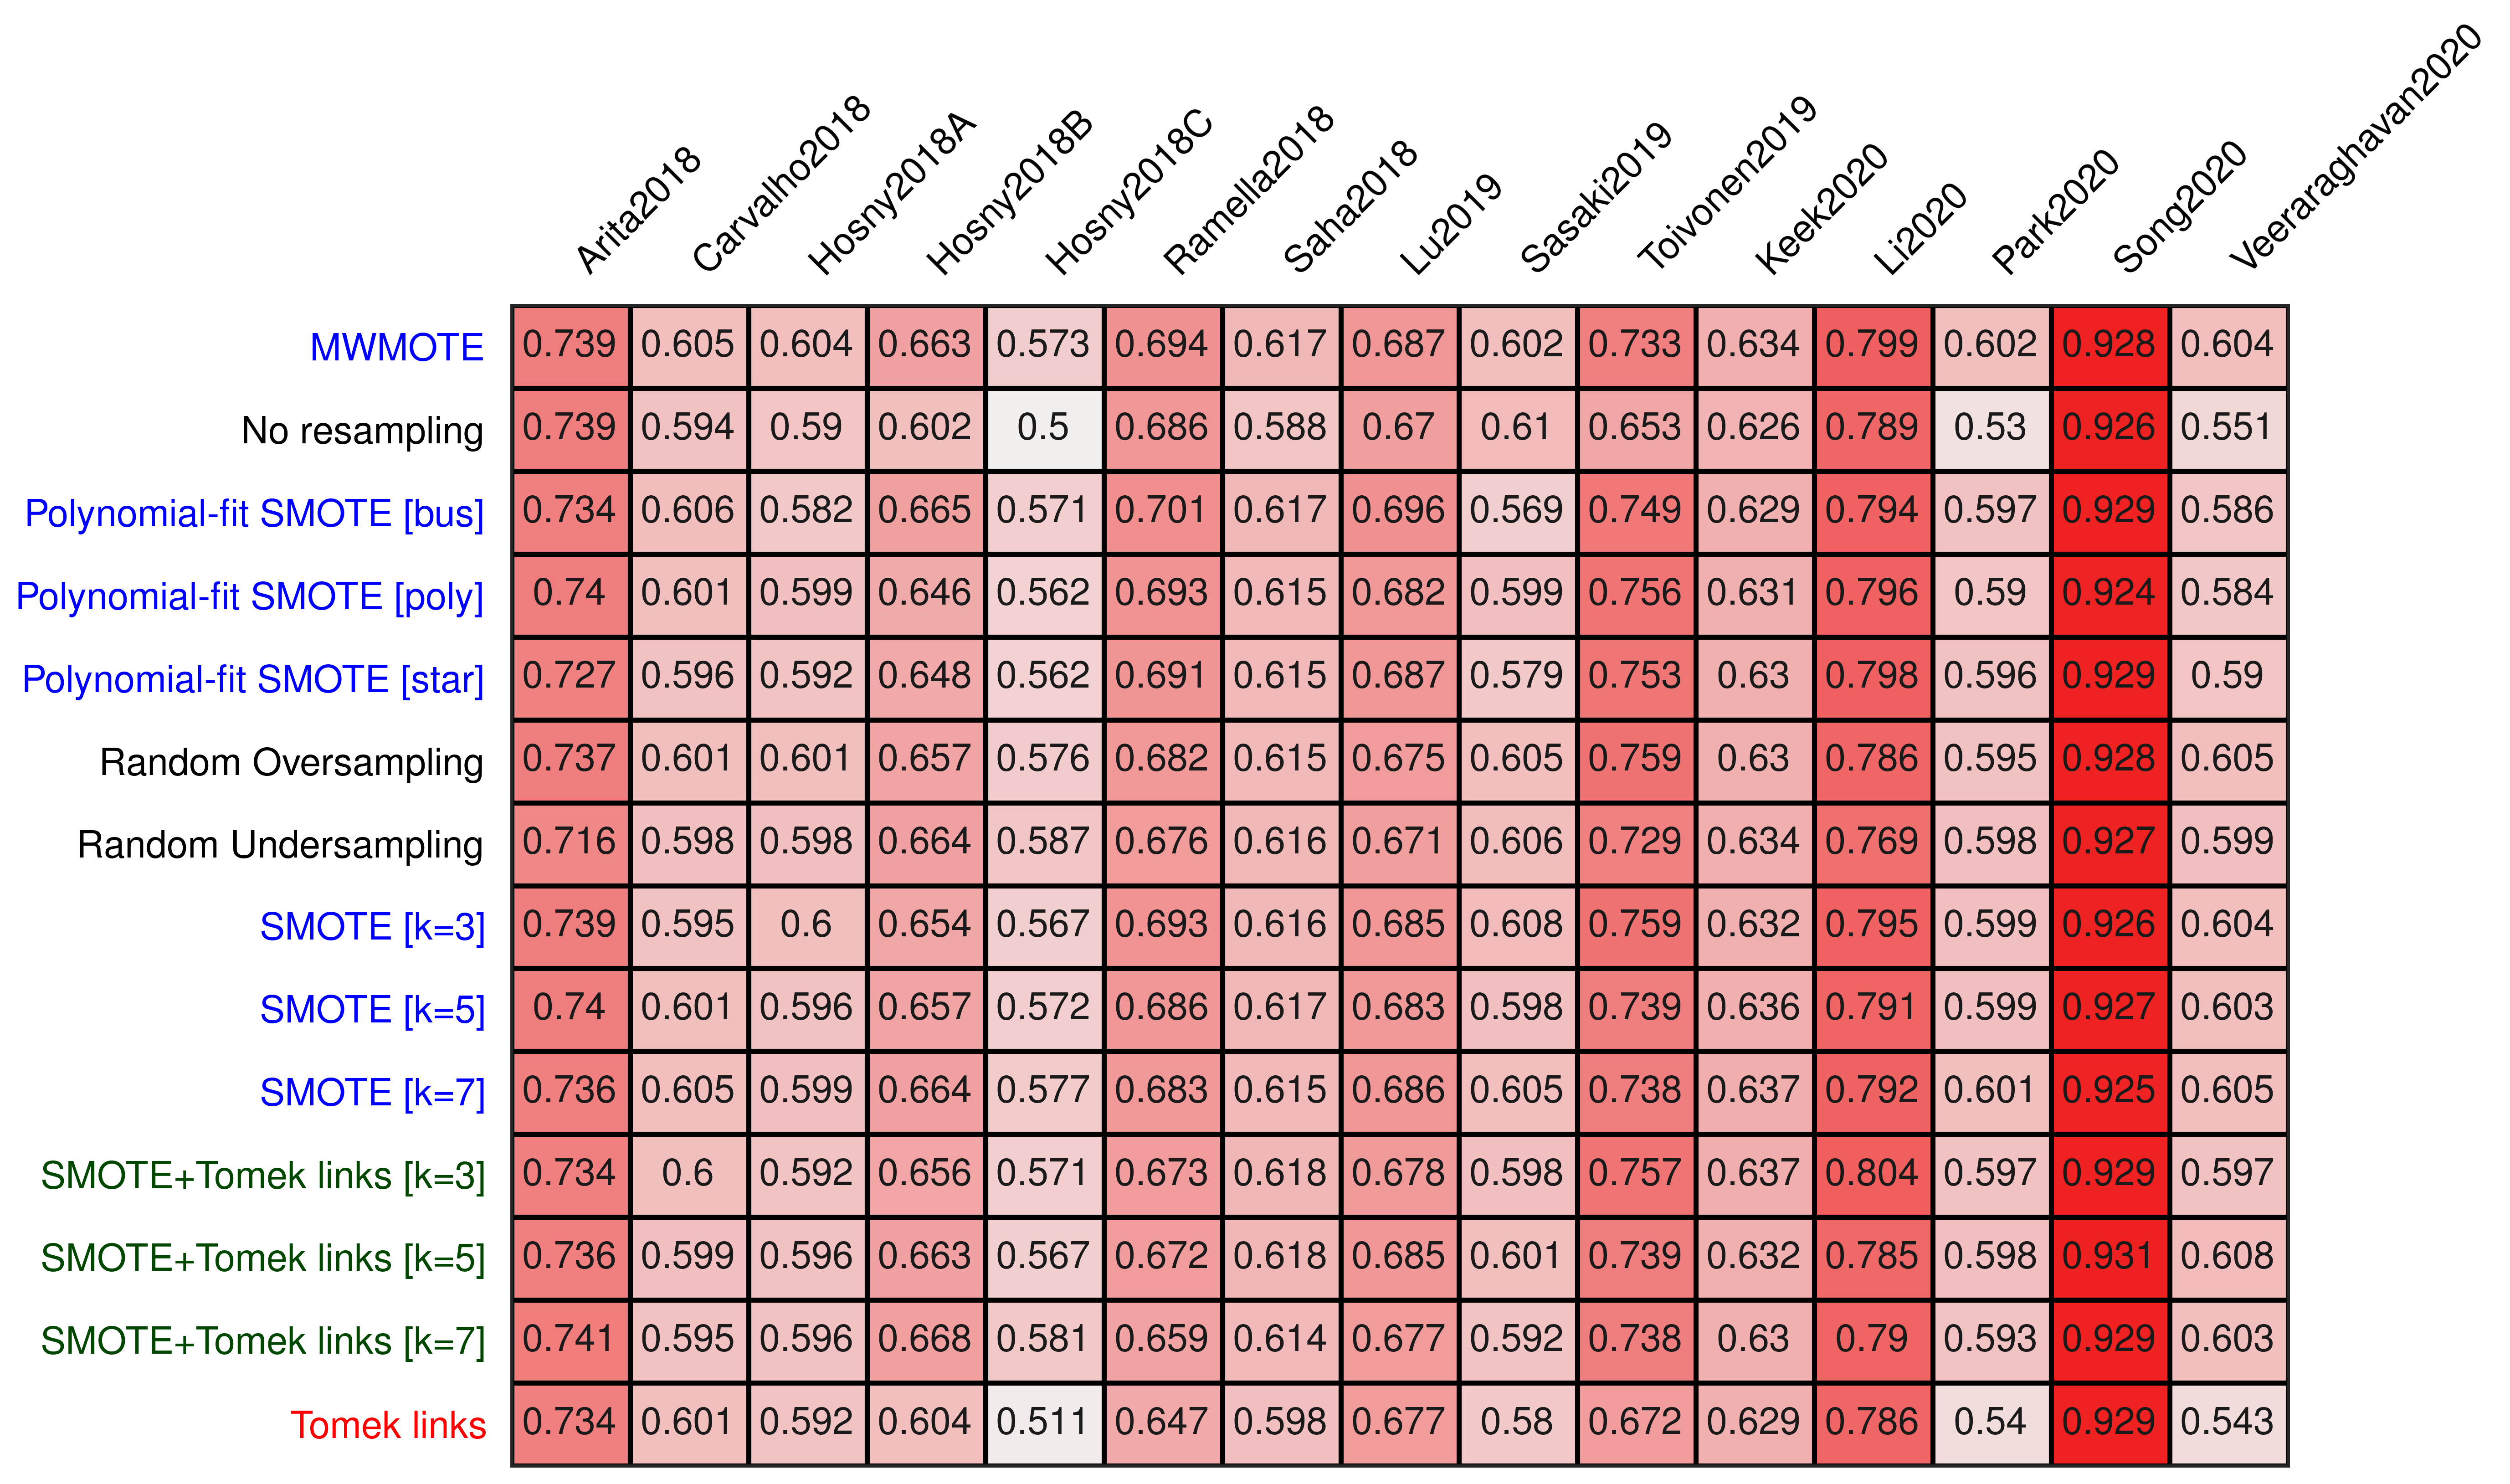 Arita2018 Carvalho2018 Hosny2018A Hosny2018B Hosny2018C Ramella2018 Saha2018 Lu2019 Sasaki2019 Toivonen2019 Keek2020 Li2020 Park2020 Song2020 Veeraraghavan2020
MWMOTE 0.739 0.605 0.604 0.663 0.573 0.694 0.617 0.687 0.602 0.733 0.634 0.799 0.602 0.928 0.604
No resampling 0.739 0.594 0.59 0.602 0.5 0.686 0.588 0.67 0.61 0.653 0.626 0.789 0.53 0.926 0.551
Polynomial-fit SMOTE [bus] 0.734 0.606 0.582 0.665 0.571 0.701 0.617 0.696 0.569 0.749 0.629 0.794 0.597 0.929 0.586
Polynomial-fit SMOTE [poly] 0.74 0.601 0.599 0.646 0.562 0.693 0.615 0.682 0.599 0.756 0.631 0.796 0.59 0.924 0.584
Polynomial-fit SMOTE [star] 0.727 0.596 0.592 0.648 0.562 0.691 0.615 0.687 0.579 0.753 0.63 0.798 0.596 0.929 0.59
Random Oversampling 0.737 0.601 0.601 0.657 0.576 0.682 0.615 0.675 0.605 0.759 0.63 0.786 0.595 0.928 0.605
Random Undersampling 0.716 0.598 0.598 0.664 0.587 0.676 0.616 0.671 0.606 0.729 0.634 0.769 0.598 0.927 0.599
SMOTE [k=3] 0.739 0.595 0.6 0.654 0.567 0.693 0.616 0.685 0.608 0.759 0.632 0.795 0.599 0.926 0.604
SMOTE [k=5] 0.74 0.601 0.596 0.657 0.572 0.686 0.617 0.683 0.598 0.739 0.636 0.791 0.599 0.927 0.603
SMOTE [k=7] 0.736 0.605 0.599 0.664 0.577 0.683 0.615 0.686 0.605 0.738 0.637 0.792 0.601 0.925 0.605
SMOTE+Tomek links [k=3] 0.734 0.6 0.592 0.656 0.571 0.673 0.618 0.678 0.598 0.757 0.637 0.804 0.597 0.929 0.597
SMOTE+Tomek links [k=5] 0.736 0.599 0.596 0.663 0.567 0.672 0.618 0.685 0.601 0.739 0.632 0.785 0.598 0.931 0.608
SMOTE+Tomek links [k=7] 0.741 0.595 0.596 0.668 0.581 0.659 0.614 0.677 0.592 0.738 0.63 0.79 0.593 0.929 0.603
Tomek links 0.734 0.601 0.592 0.604 0.511 0.647 0.598 0.677 0.58 0.672 0.629 0.786 0.54 0.929 0.543